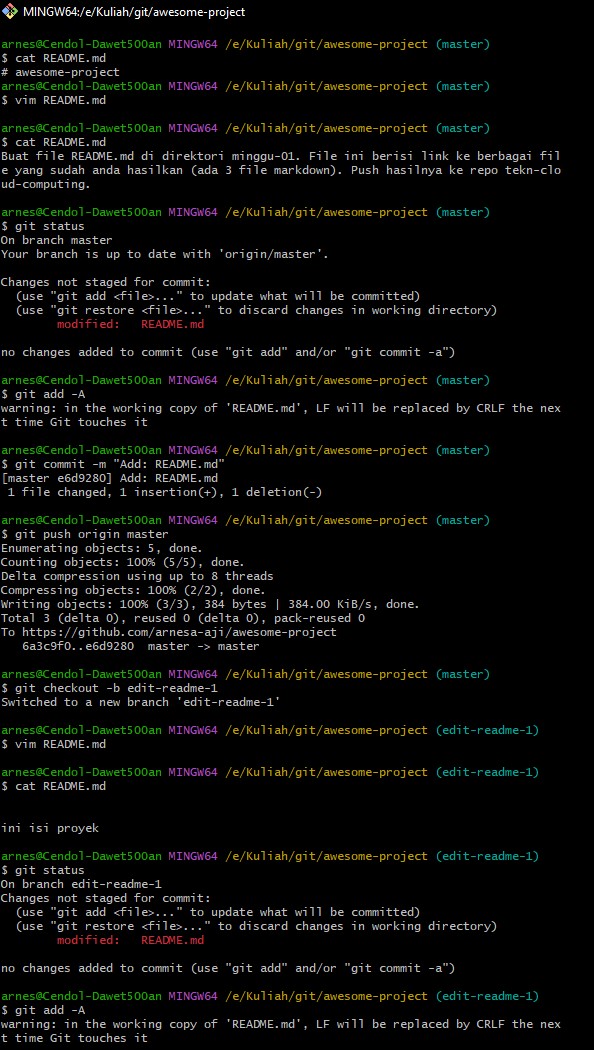 MINGW64:/e/Kuliah/git/awesome-project
arnes@Cendol-Dawet500an MINGW64 /e/Kuliah/git/awesome-project (master)
$ cat README.md
# awesome-project
arnes@Cendol-Dawet500an MINGW64 /e/Kuliah/git/awesome-project (master)
$ vim README.md
arnes@Cendol-Dawet500an MINGW64 /e/Kuliah/git/awesome-project (master)
$ cat README.md
Buat file README.md di direktori minggu-01. File ini berisi link ke berbagai fil
e yang sudah anda hasilkan (ada 3 file markdown). Push hasilnya ke repo tekn-clo
ud-computing.
arnes@Cendol-Dawet500an MINGW64 /e/Kuliah/git/awesome-project (master)
$ git status
On branch master
Your branch is up to date with 'origin/master'.
Changes not staged for commit:
  (use "git add <file>..." to update what will be committed)
  (use "git restore <file>..." to discard changes in working directory)
        modified:   README.md
no changes added to commit (use "git add" and/or "git commit -a")
arnes@Cendol-Dawet500an MINGW64 /e/Kuliah/git/awesome-project (master)
$ git add -A
warning: in the working copy of 'README.md', LF will be replaced by CRLF the nex
t time Git touches it
arnes@Cendol-Dawet500an MINGW64 /e/Kuliah/git/awesome-project (master)
$ git commit -m "Add: README.md"
[master e6d9280] Add: README.md
 1 file changed, 1 insertion(+), 1 deletion(-)
arnes@Cendol-Dawet500an MINGW64 /e/Kuliah/git/awesome-project (master)
$ git push origin master
Enumerating objects: 5, done.
Counting objects: 100% (5/5), done.
Delta compression using up to 8 threads
Compressing objects: 100% (2/2), done.
Writing objects: 100% (3/3), 384 bytes | 384.00 KiB/s, done.
Total 3 (delta 0), reused 0 (delta 0), pack-reused 0
To https://github.com/arnesa-aji/awesome-project
   6a3c9f0..e6d9280  master -> master
arnes@Cendol-Dawet500an MINGW64 /e/Kuliah/git/awesome-project (master)
$ git checkout -b edit-readme-1
Switched to a new branch 'edit-readme-1'
arnes@Cendol-Dawet500an MINGW64 /e/Kuliah/git/awesome-project (edit-readme-1)
$ vim README.md
arnes@Cendol-Dawet500an MINGW64 /e/Kuliah/git/awesome-project (edit-readme-1)
$ cat README.md
ini isi proyek
arnes@Cendol-Dawet500an MINGW64 /e/Kuliah/git/awesome-project (edit-readme-1)
$ git status
On branch edit-readme-1
Changes not staged for commit:
  (use "git add <file>..." to update what will be committed)
  (use "git restore <file>..." to discard changes in working directory)
        modified:   README.md
no changes added to commit (use "git add" and/or "git commit -a")
arnes@Cendol-Dawet500an MINGW64 /e/Kuliah/git/awesome-project (edit-readme-1)
$ git add -A
warning: in the working copy of 'README.md', LF will be replaced by CRLF the nex
t time Git touches it